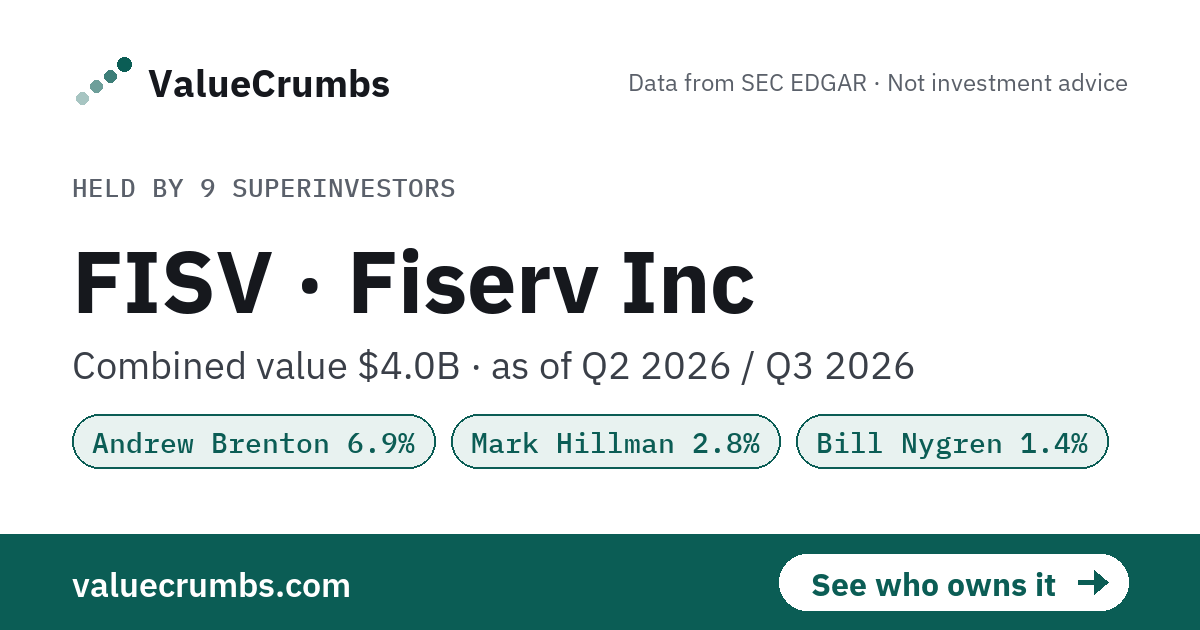 ValueCrumbs
Data from SEC EDGAR · Not investment advice
HELD BY 9 SUPERINVESTORS
FISV · Fiserv Inc
Combined value $4.0B · as of Q2 2026 / Q3 2026
Andrew Brenton 6.9%
Mark Hillman 2.8%
Bill Nygren 1.4%
valuecrumbs.com
See who owns it →